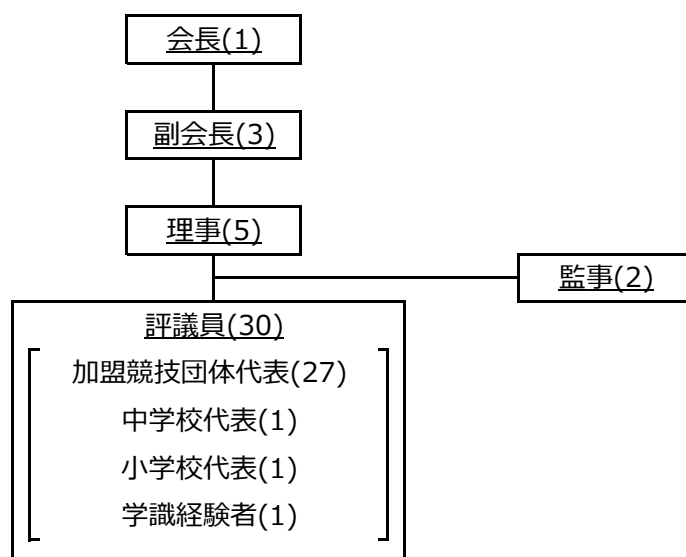 会長(1)
副会長(3)
理事(5)
監事(2)
評議員(30)
加盟競技団体代表(27)
中学校代表(1)
小学校代表(1)
学識経験者(1)